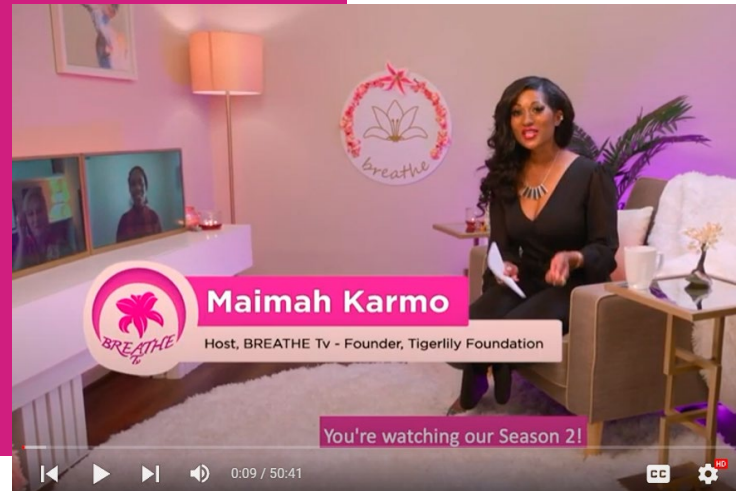 breathe
Maimah Karmo
Host, BREATHE Tv - Founder, Tigerlily Foundation
BREATHE
Tv
You're watching our Season 2!
0:09 / 50:41
CC
HD